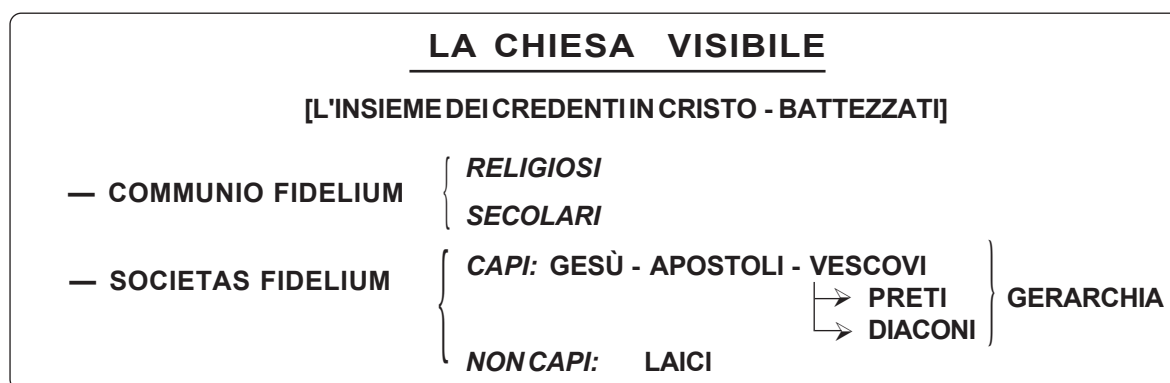 LA CHIESA VISIBILE
[L'INSIEME DEI CREDENTI IN CRISTO - BATTEZZATI]
— COMMUNIO FIDELIUM
RELIGIOSI
SECOLARI
— SOCIETAS FIDELIUM
CAPI: GESÙ - APOSTOLI - VESCOVI
PRETI
DIACONI
GERARCHIA
NON CAPI: LAICI